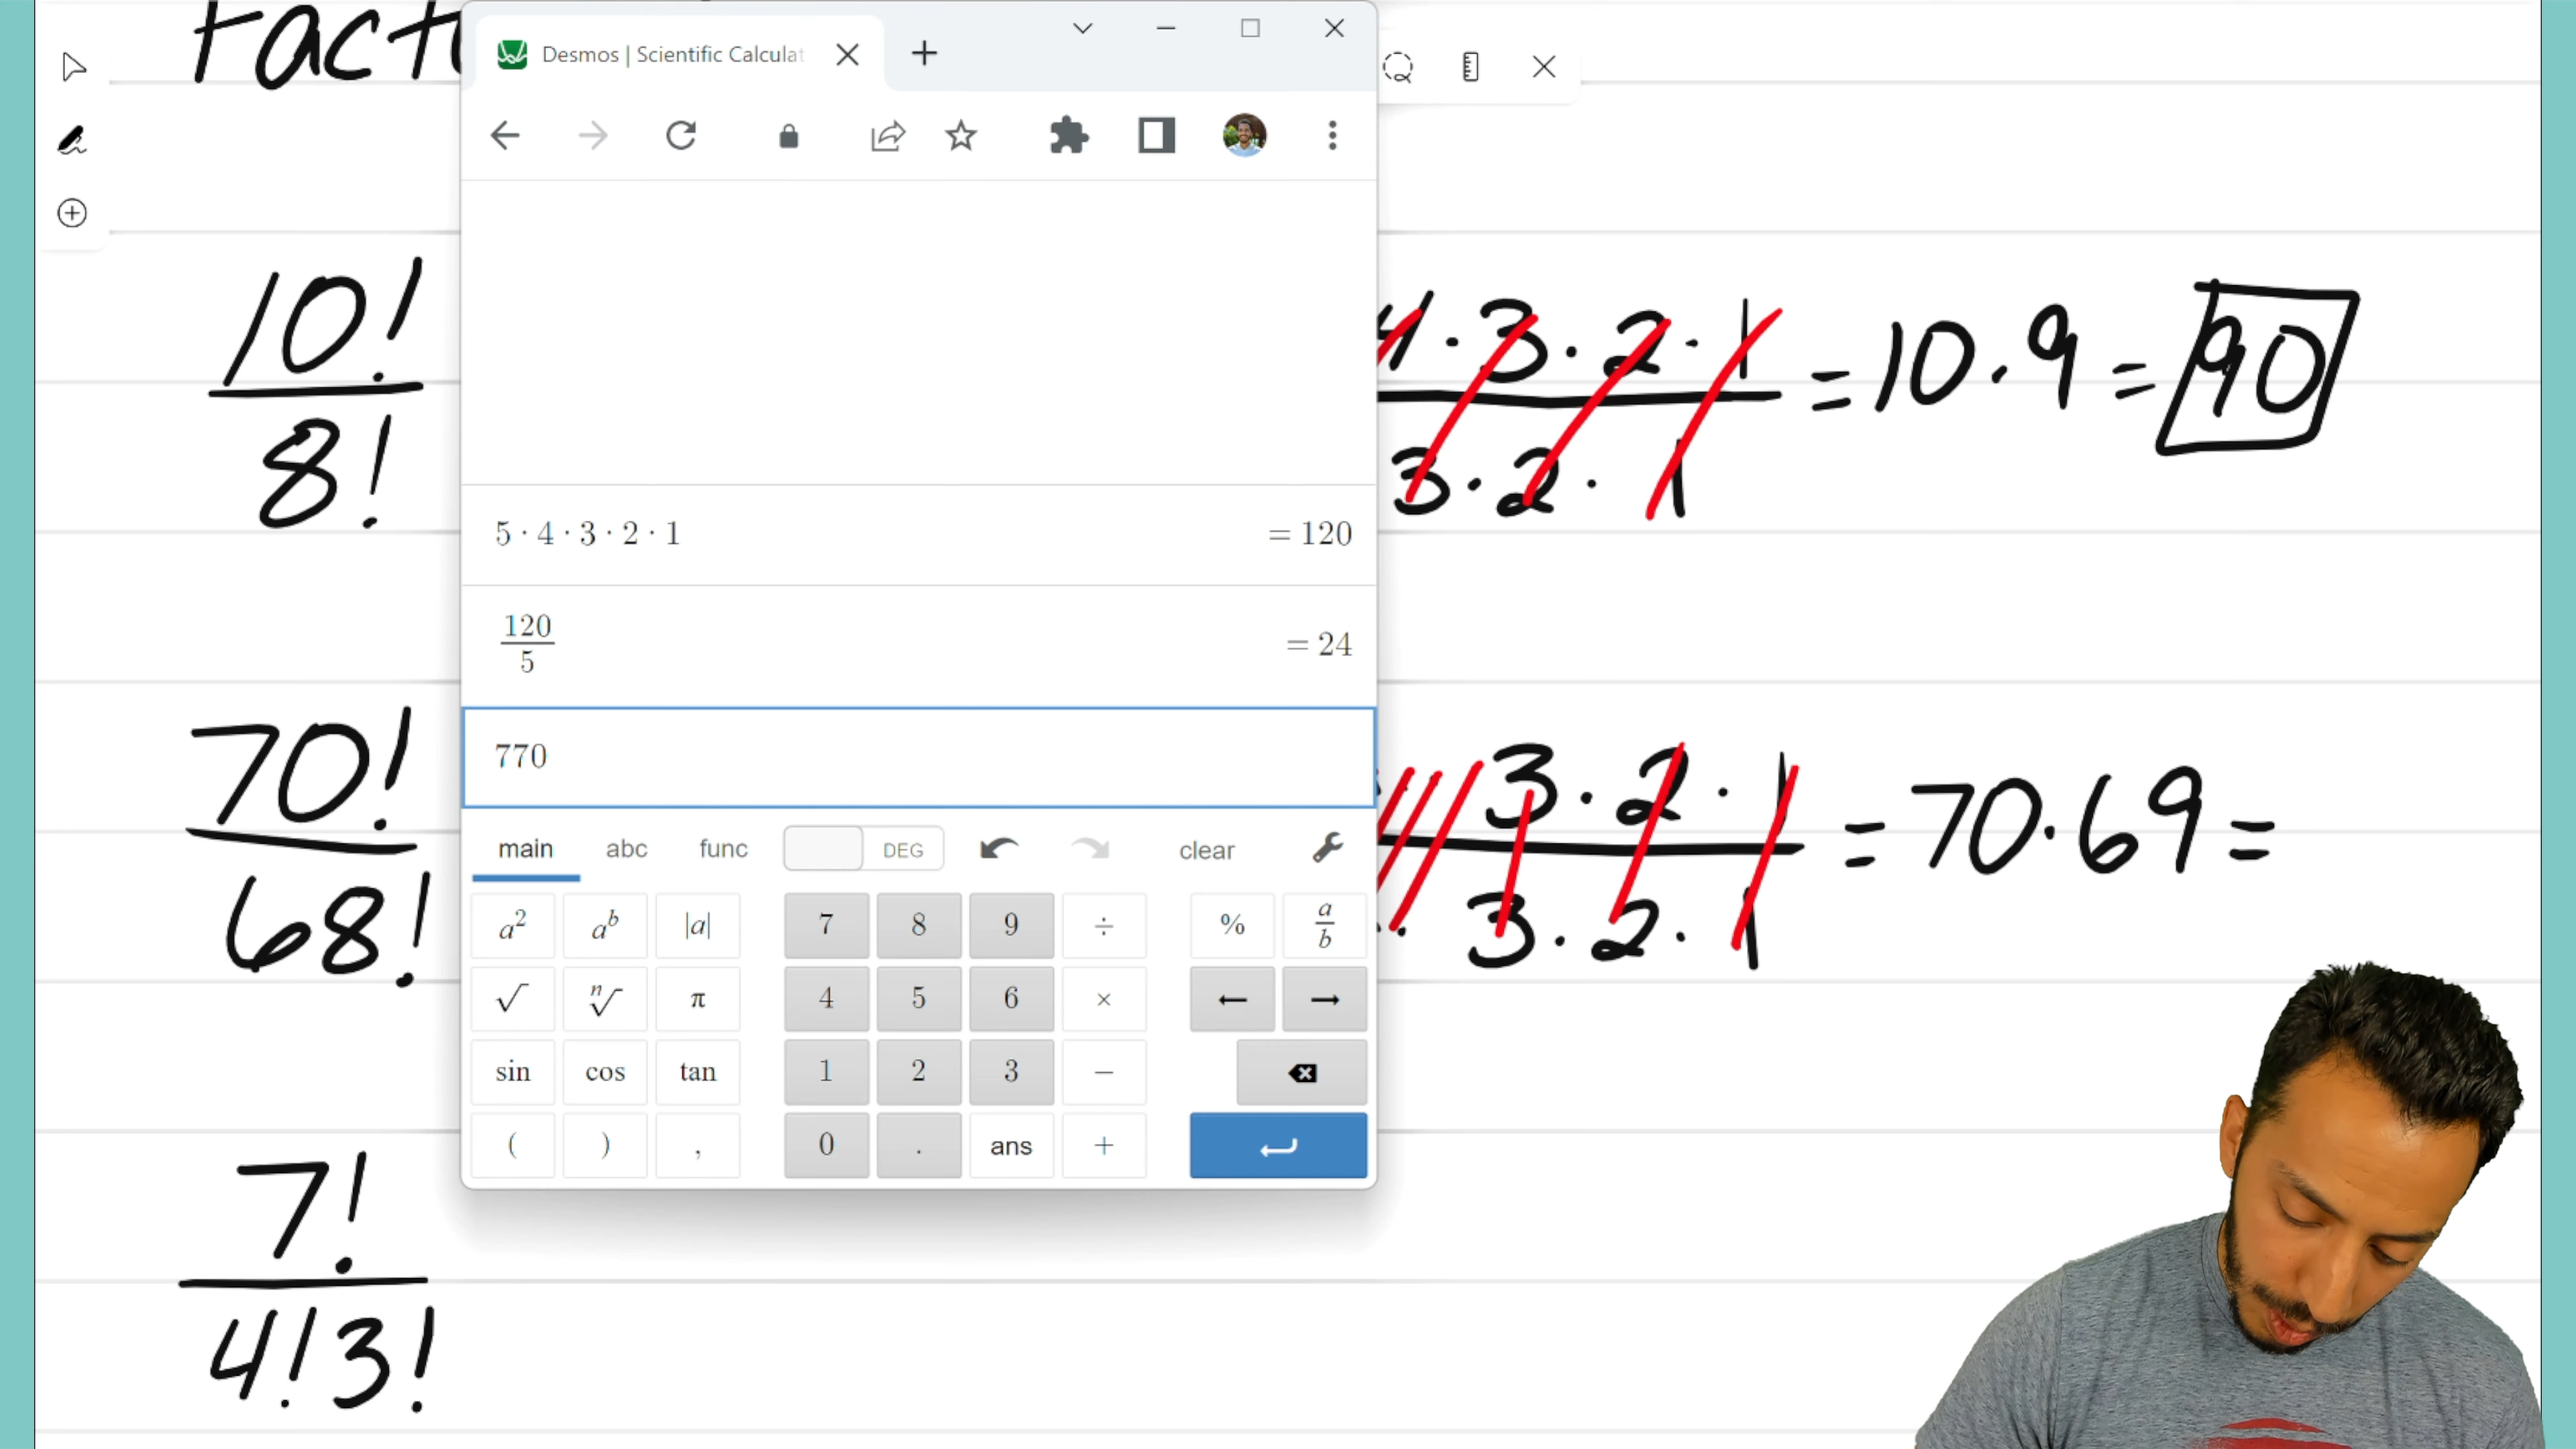 Desmos | Scientific Calculat
10!
8!
4 · 3 · 2 · 1
3 · 2 · 1
= 10 · 9 = 90
5 · 4 · 3 · 2 · 1 = 120
120
5
= 24
770
70!
68!
3 · 2 · 1
3 · 2 · 1
= 70 · 69 =
main abc func DEG clear
a² aᵇ |a| 7 8 9 ÷ % a/b
√ ⁿ√ π 4 5 6 × ← →
sin cos tan 1 2 3 −
( ) , 0 . ans +
7!
4!3!